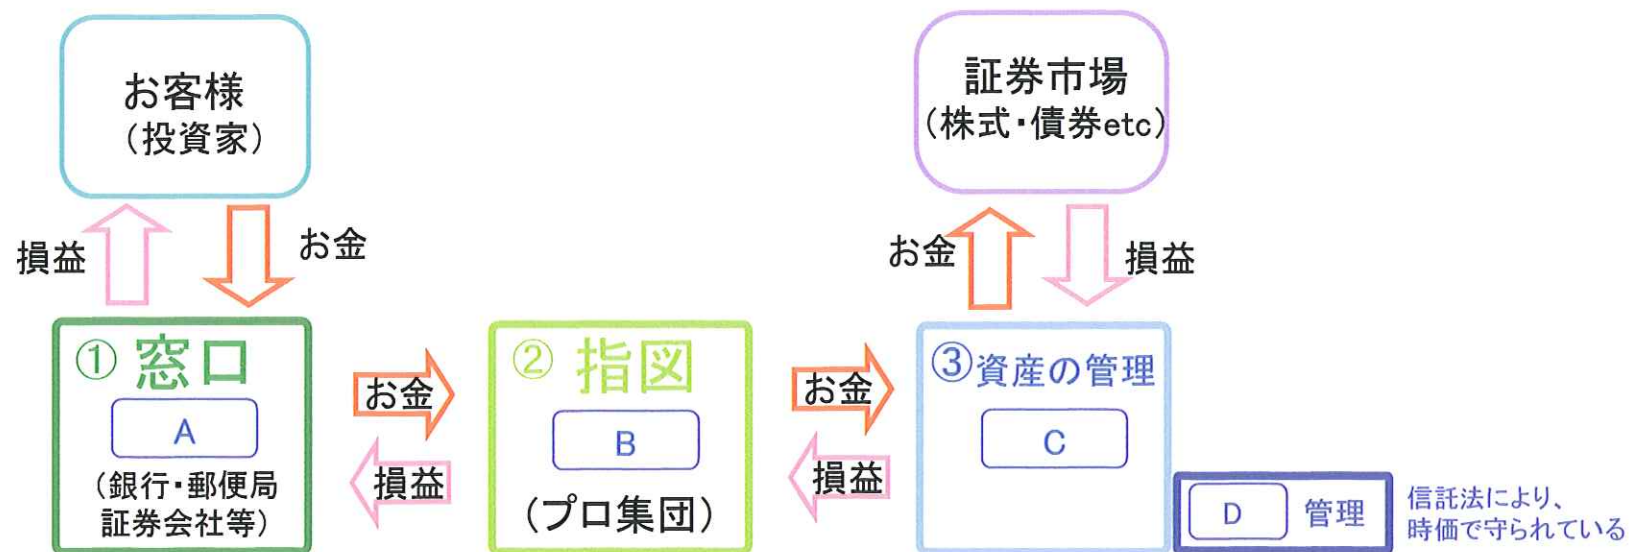 お客様
（投資家）
証券市場
（株式・債券etc）
損益
お金
お金
損益
① 窓口
A
（銀行・郵便局
証券会社等）
お金
損益
② 指図
B
（プロ集団）
お金
損益
③資産の管理
C
D 管理
信託法により、
時価で守られている